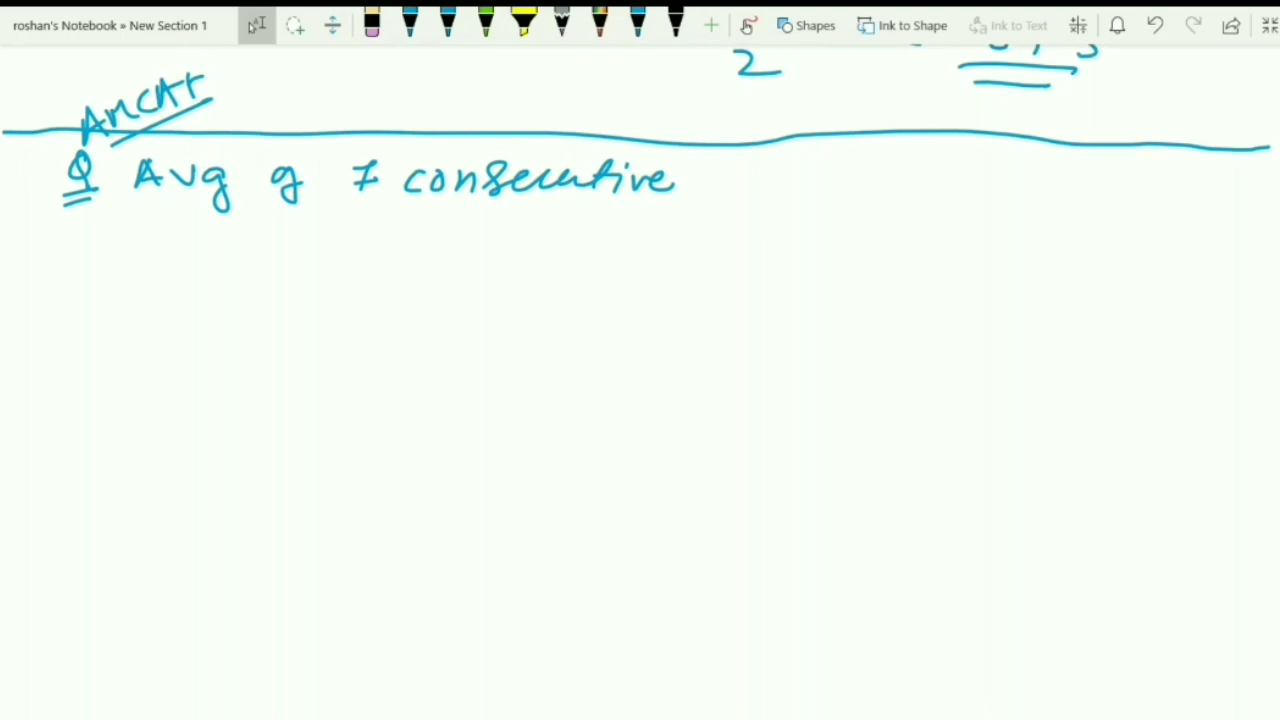 roshan's Notebook » New Section 1
Shapes
Ink to Shape
Ink to Text
2
AMCAT
Q Avg of 7 consecutive